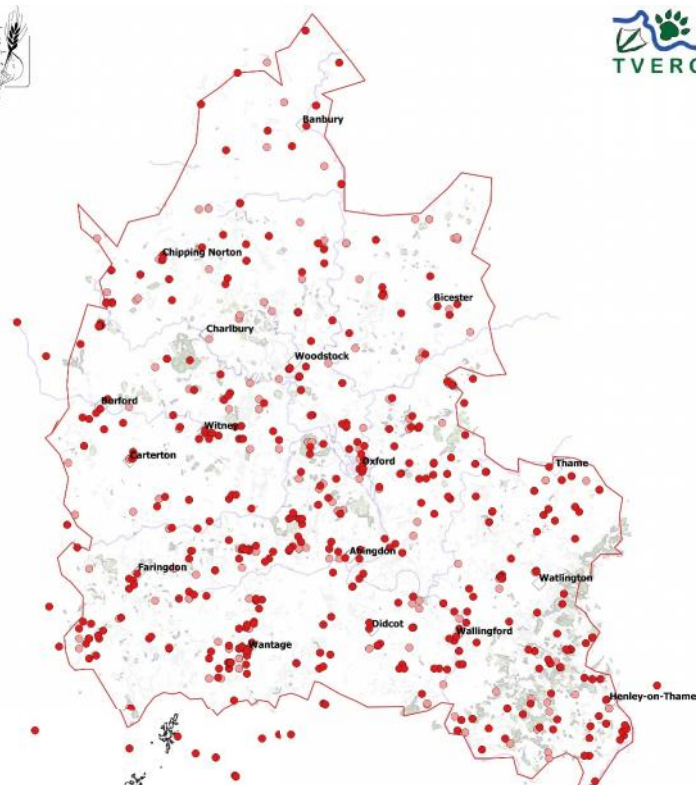 TVERC
Banbury
Chipping Norton
Bicester
Charlbury
Woodstock
Burford
Witney
Carterton
Oxford
Thame
Abingdon
Faringdon
Watlington
Didcot
Wallingford
Wantage
Henley-on-Thame